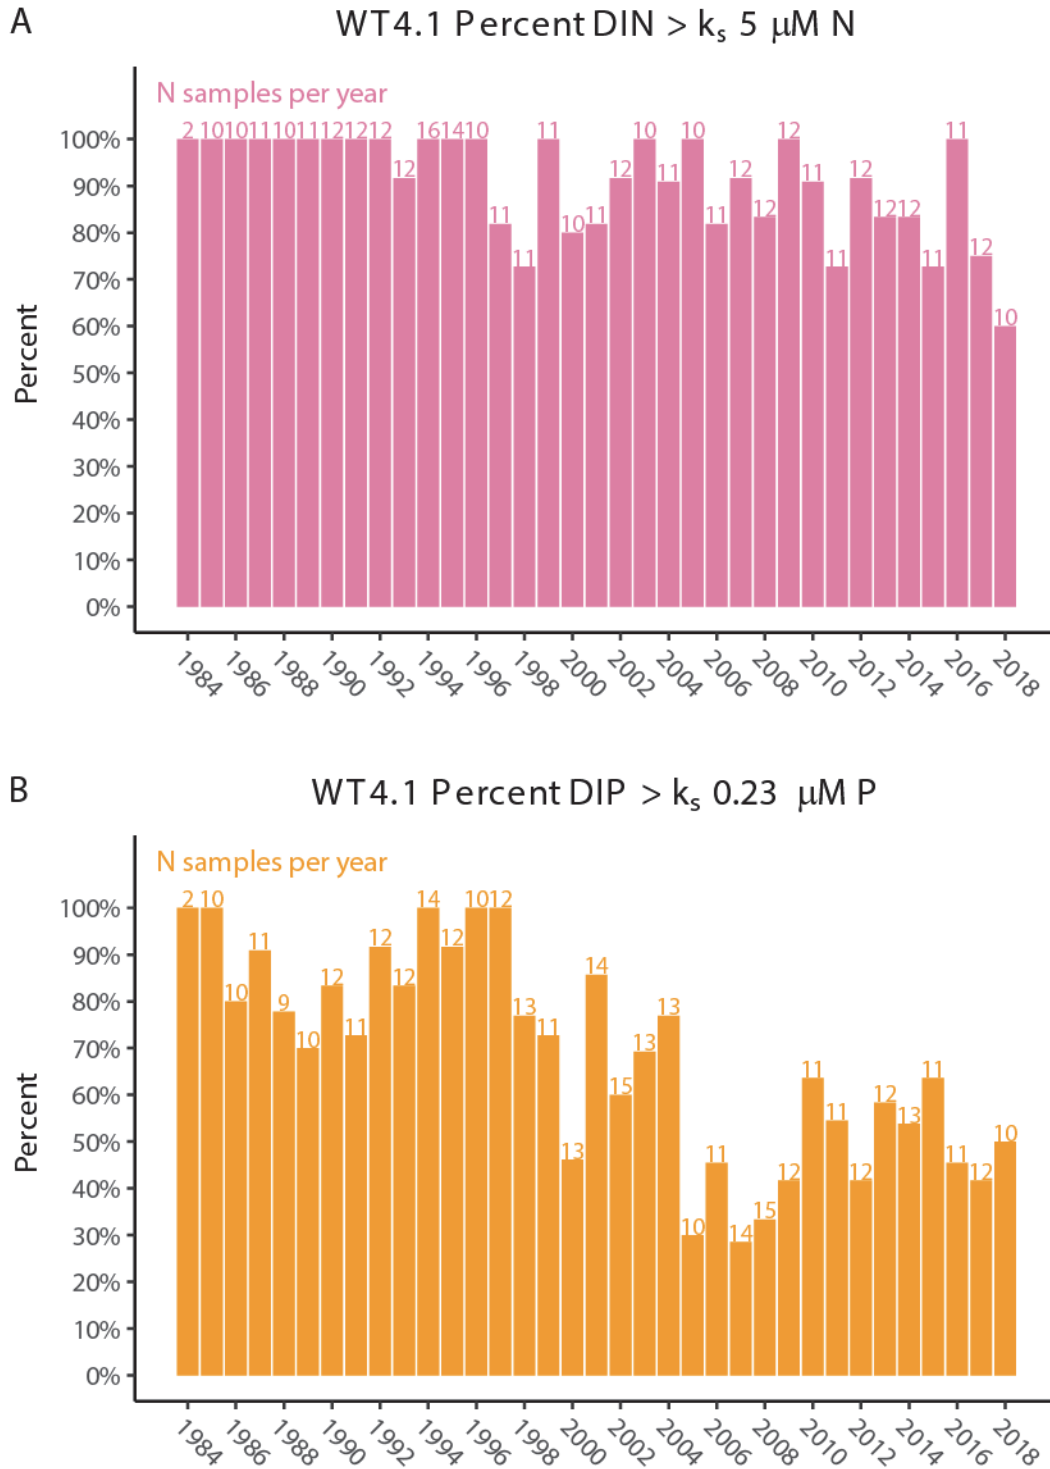 A
WT4.1 Percent DIN > ks 5 μM N
N samples per year
2 10 10 11 10 11 12 12 12 12 16 14 10 11 11 11 10 11 12 10 11 10 11 12 12 12 11 11 12 12 12 11 11 12 10
100%
90%
80%
70%
60%
50%
40%
30%
20%
10%
0%
Percent
1984 1986 1988 1990 1992 1994 1996 1998 2000 2002 2004 2006 2008 2010 2012 2014 2016 2018
B
WT4.1 Percent DIP > ks 0.23 μM P
N samples per year
2 10 10 11 9 10 12 11 12 12 14 12 10 12 13 11 13 14 15 13 13 10 11 14 15 12 11 11 12 12 13 11 11 12 10
100%
90%
80%
70%
60%
50%
40%
30%
20%
10%
0%
Percent
1984 1986 1988 1990 1992 1994 1996 1998 2000 2002 2004 2006 2008 2010 2012 2014 2016 2018